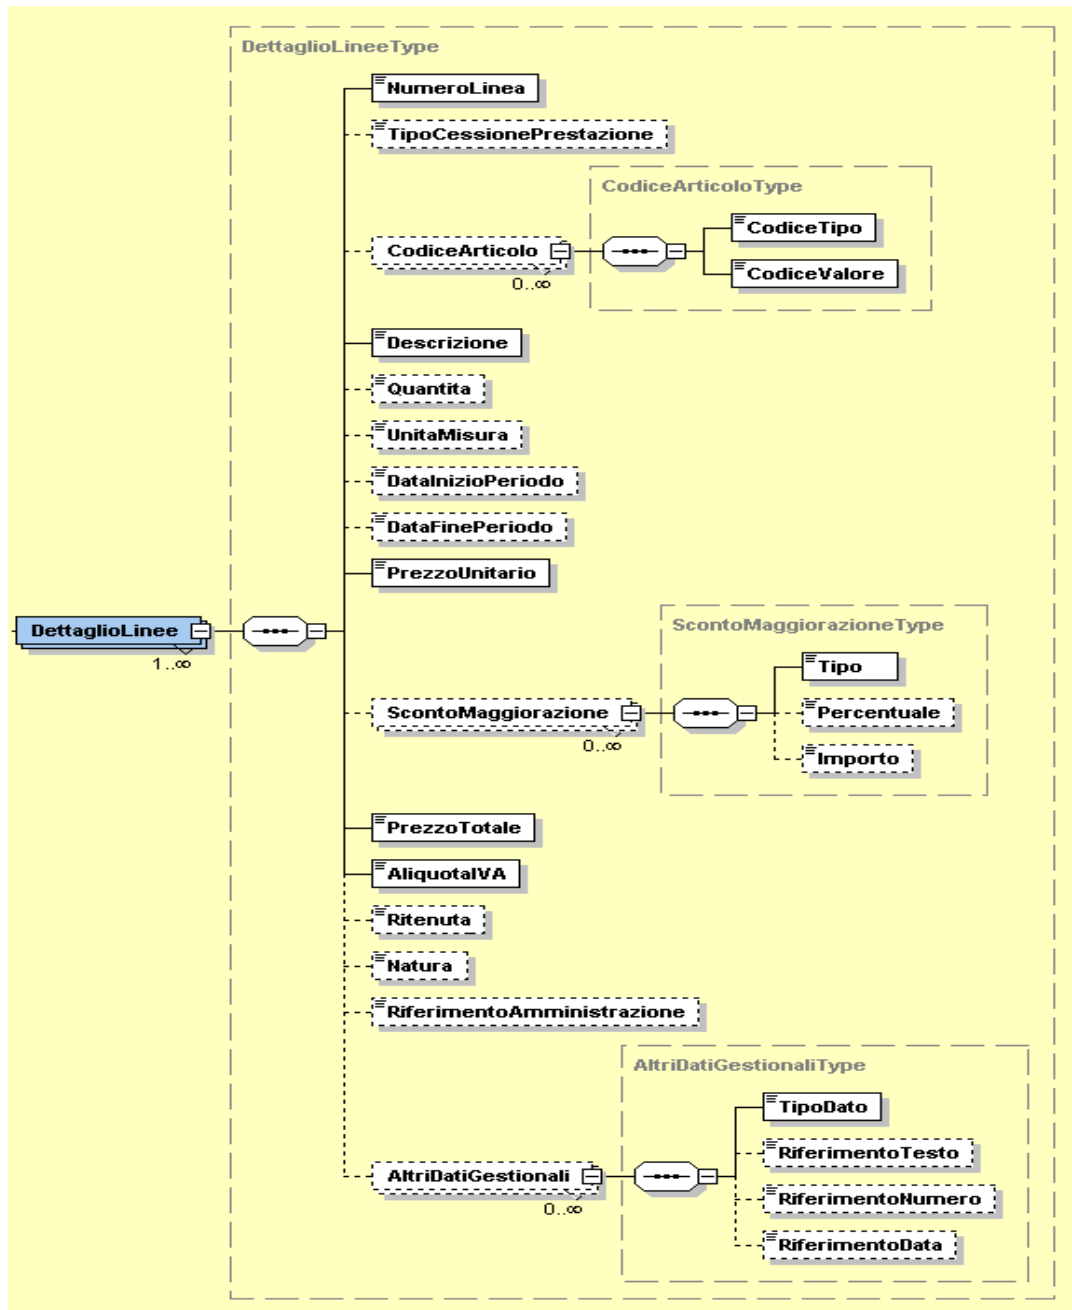 DettaglioLineeType
NumeroLinea
TipoCessionePrestazione
CodiceArticoloType
CodiceTipo
CodiceArticolo
CodiceValore
0..∞
Descrizione
Quantita
UnitaMisura
DataInizioPeriodo
DataFinePeriodo
PrezzoUnitario
DettaglioLinee
1..∞
ScontoMaggiorazioneType
Tipo
ScontoMaggiorazione
Percentuale
0..∞
Importo
PrezzoTotale
AliquotaIVA
Ritenuta
Natura
RiferimentoAmministrazione
AltriDatiGestionaliType
TipoDato
RiferimentoTesto
AltriDatiGestionali
RiferimentoNumero
0..∞
RiferimentoData